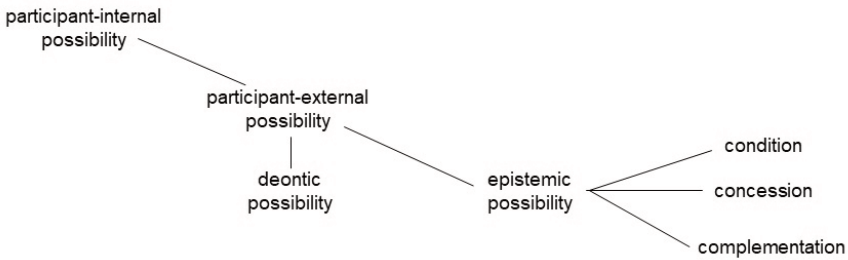 participant-internal
possibility
participant-external
possibility
deontic
possibility
epistemic
possibility
condition
concession
complementation